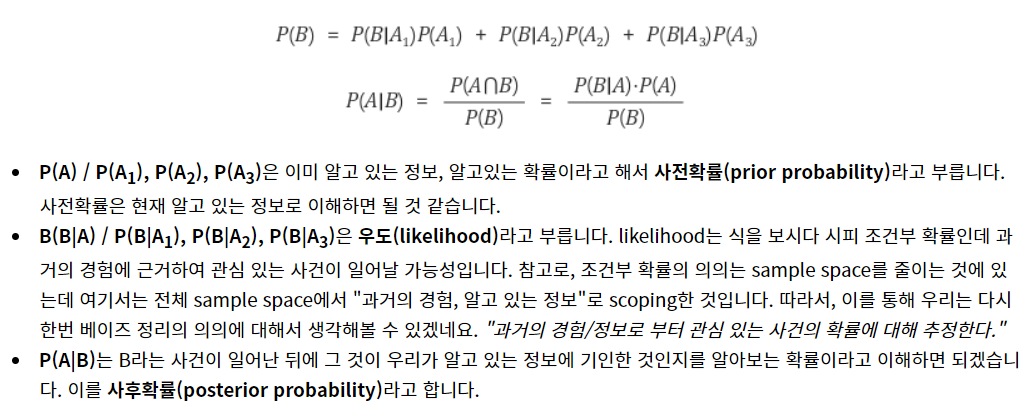 P(B) = P(B|A₁)P(A₁) + P(B|A₂)P(A₂) + P(B|A₃)P(A₃)
P(A|B) = P(A∩B) / P(B) = P(B|A)·P(A) / P(B)
• P(A) / P(A₁), P(A₂), P(A₃)은 이미 알고 있는 정보, 알고있는 확률이라고 해서 사전확률(prior probability)라고 부릅니다.
사전확률은 현재 알고 있는 정보로 이해하면 될 것 같습니다.
• B(B|A) / P(B|A₁), P(B|A₂), P(B|A₃)은 우도(likelihood)라고 부릅니다. likelihood는 식을 보시다 시피 조건부 확률인데 과
거의 경험에 근거하여 관심 있는 사건이 일어날 가능성입니다. 참고로, 조건부 확률의 의의는 sample space를 줄이는 것에 있
는데 여기서는 전체 sample space에서 "과거의 경험, 알고 있는 정보"로 scoping한 것입니다. 따라서, 이를 통해 우리는 다시
한번 베이즈 정리의 의의에 대해서 생각해볼 수 있겠네요. "과거의 경험/정보로 부터 관심 있는 사건의 확률에 대해 추정한다."
• P(A|B)는 B라는 사건이 일어난 뒤에 그 것이 우리가 알고 있는 정보에 기인한 것인지를 알아보는 확률이라고 이해하면 되겠습니
다. 이를 사후확률(posterior probability)라고 합니다.